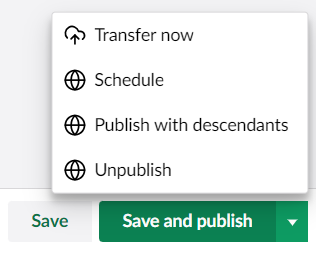 Transfer now
Schedule
Publish with descendants
Unpublish
Save
Save and publish